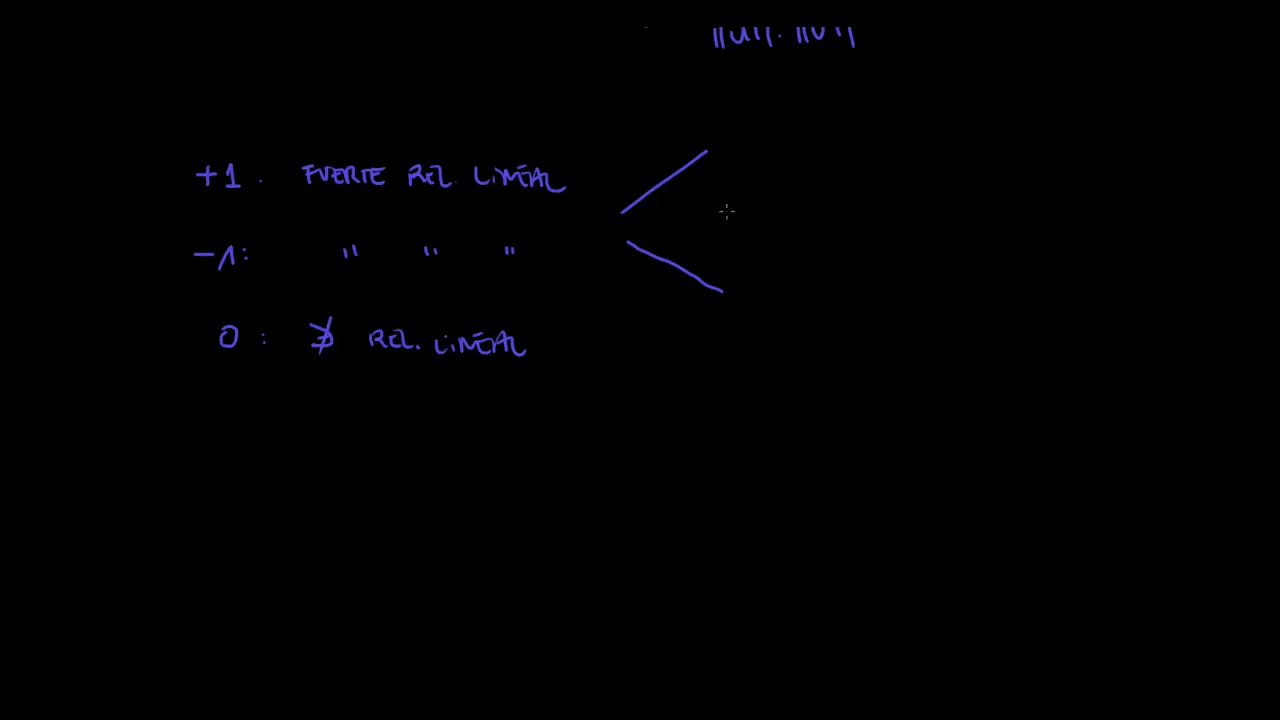 ||u||.||v||
+1: FUERTE REL. LINEAL
-1: " " "
0: ∄ REL. LINEAL